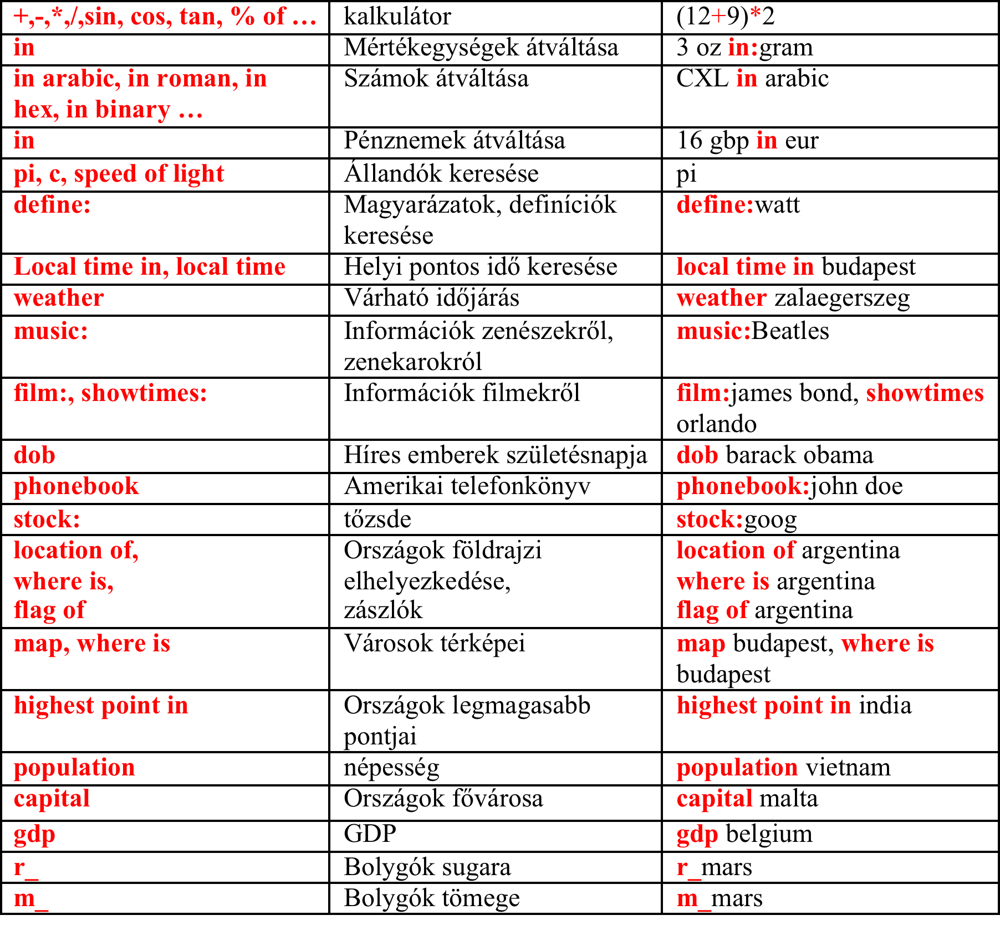 +,-,*,/,sin, cos, tan, % of … kalkulátor (12+9)*2
in Mértékegységek átváltása 3 oz in:gram
in arabic, in roman, in Számok átváltása CXL in arabic
hex, in binary …
in Pénznemek átváltása 16 gbp in eur
pi, c, speed of light Állandók keresése pi
define: Magyarázatok, definíciók define:watt
keresése
Local time in, local time Helyi pontos idő keresése local time in budapest
weather Várható időjárás weather zalaegerszeg
music: Információk zenészekről, music:Beatles
zenekarokról
film:, showtimes: Információk filmekről film:james bond, showtimes
orlando
dob Híres emberek születésnapja dob barack obama
phonebook Amerikai telefonkönyv phonebook:john doe
stock: tőzsde stock:goog
location of, Országok földrajzi location of argentina
where is, elhelyezkedése, where is argentina
flag of zászlók flag of argentina
map, where is Városok térképei map budapest, where is
budapest
highest point in Országok legmagasabb highest point in india
pontjai
population népesség population vietnam
capital Országok fővárosa capital malta
gdp GDP gdp belgium
r_ Bolygók sugara r_mars
m_ Bolygók tömege m_mars